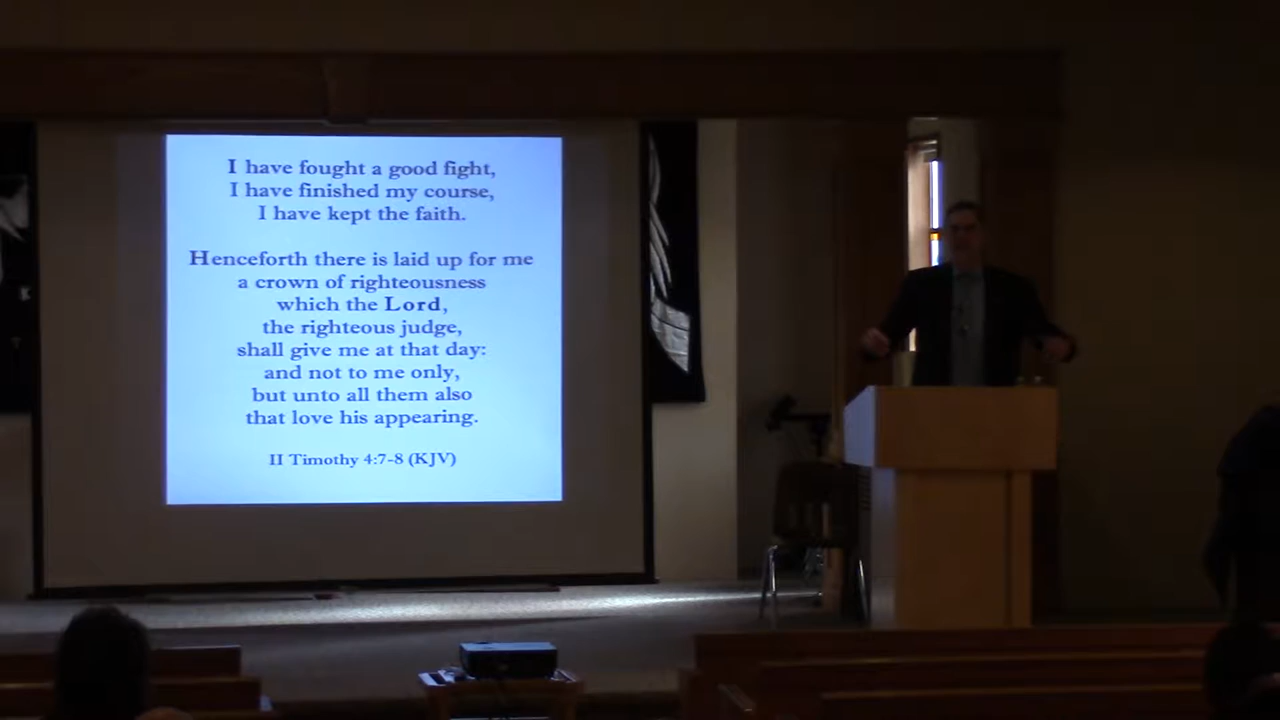 I have fought a good fight,
I have finished my course,
I have kept the faith.
Henceforth there is laid up for me
a crown of righteousness
which the Lord,
the righteous judge,
shall give me at that day:
and not to me only,
but unto all them also
that love his appearing.
II Timothy 4:7-8 (KJV)